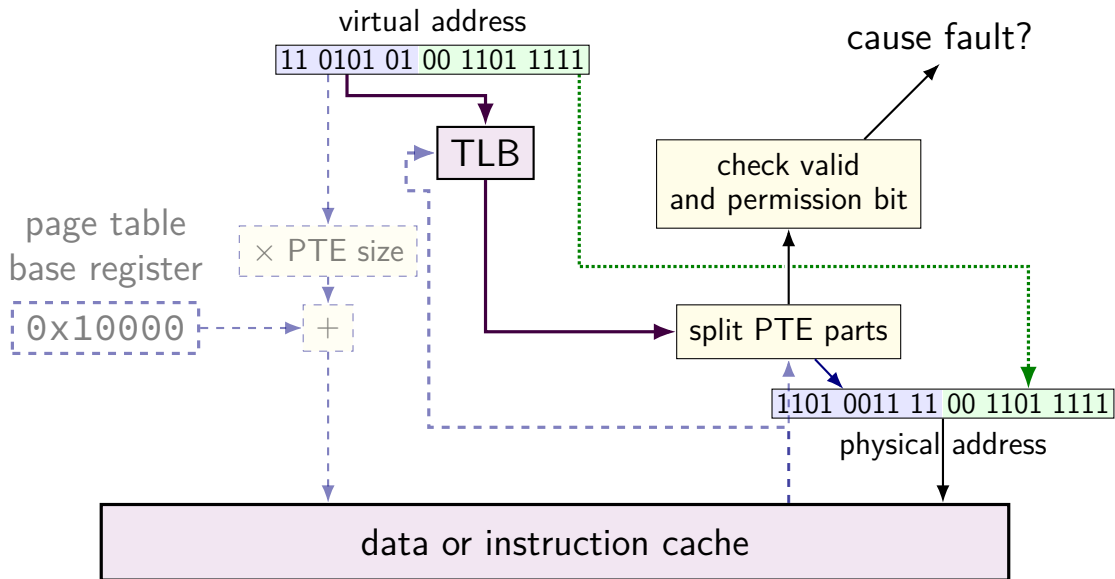 virtual address
11 0101 01 00 1101 1111
cause fault?
TLB
check valid
and permission bit
page table
base register
× PTE size
0x10000
+
split PTE parts
1101 0011 11 00 1101 1111
physical address
data or instruction cache